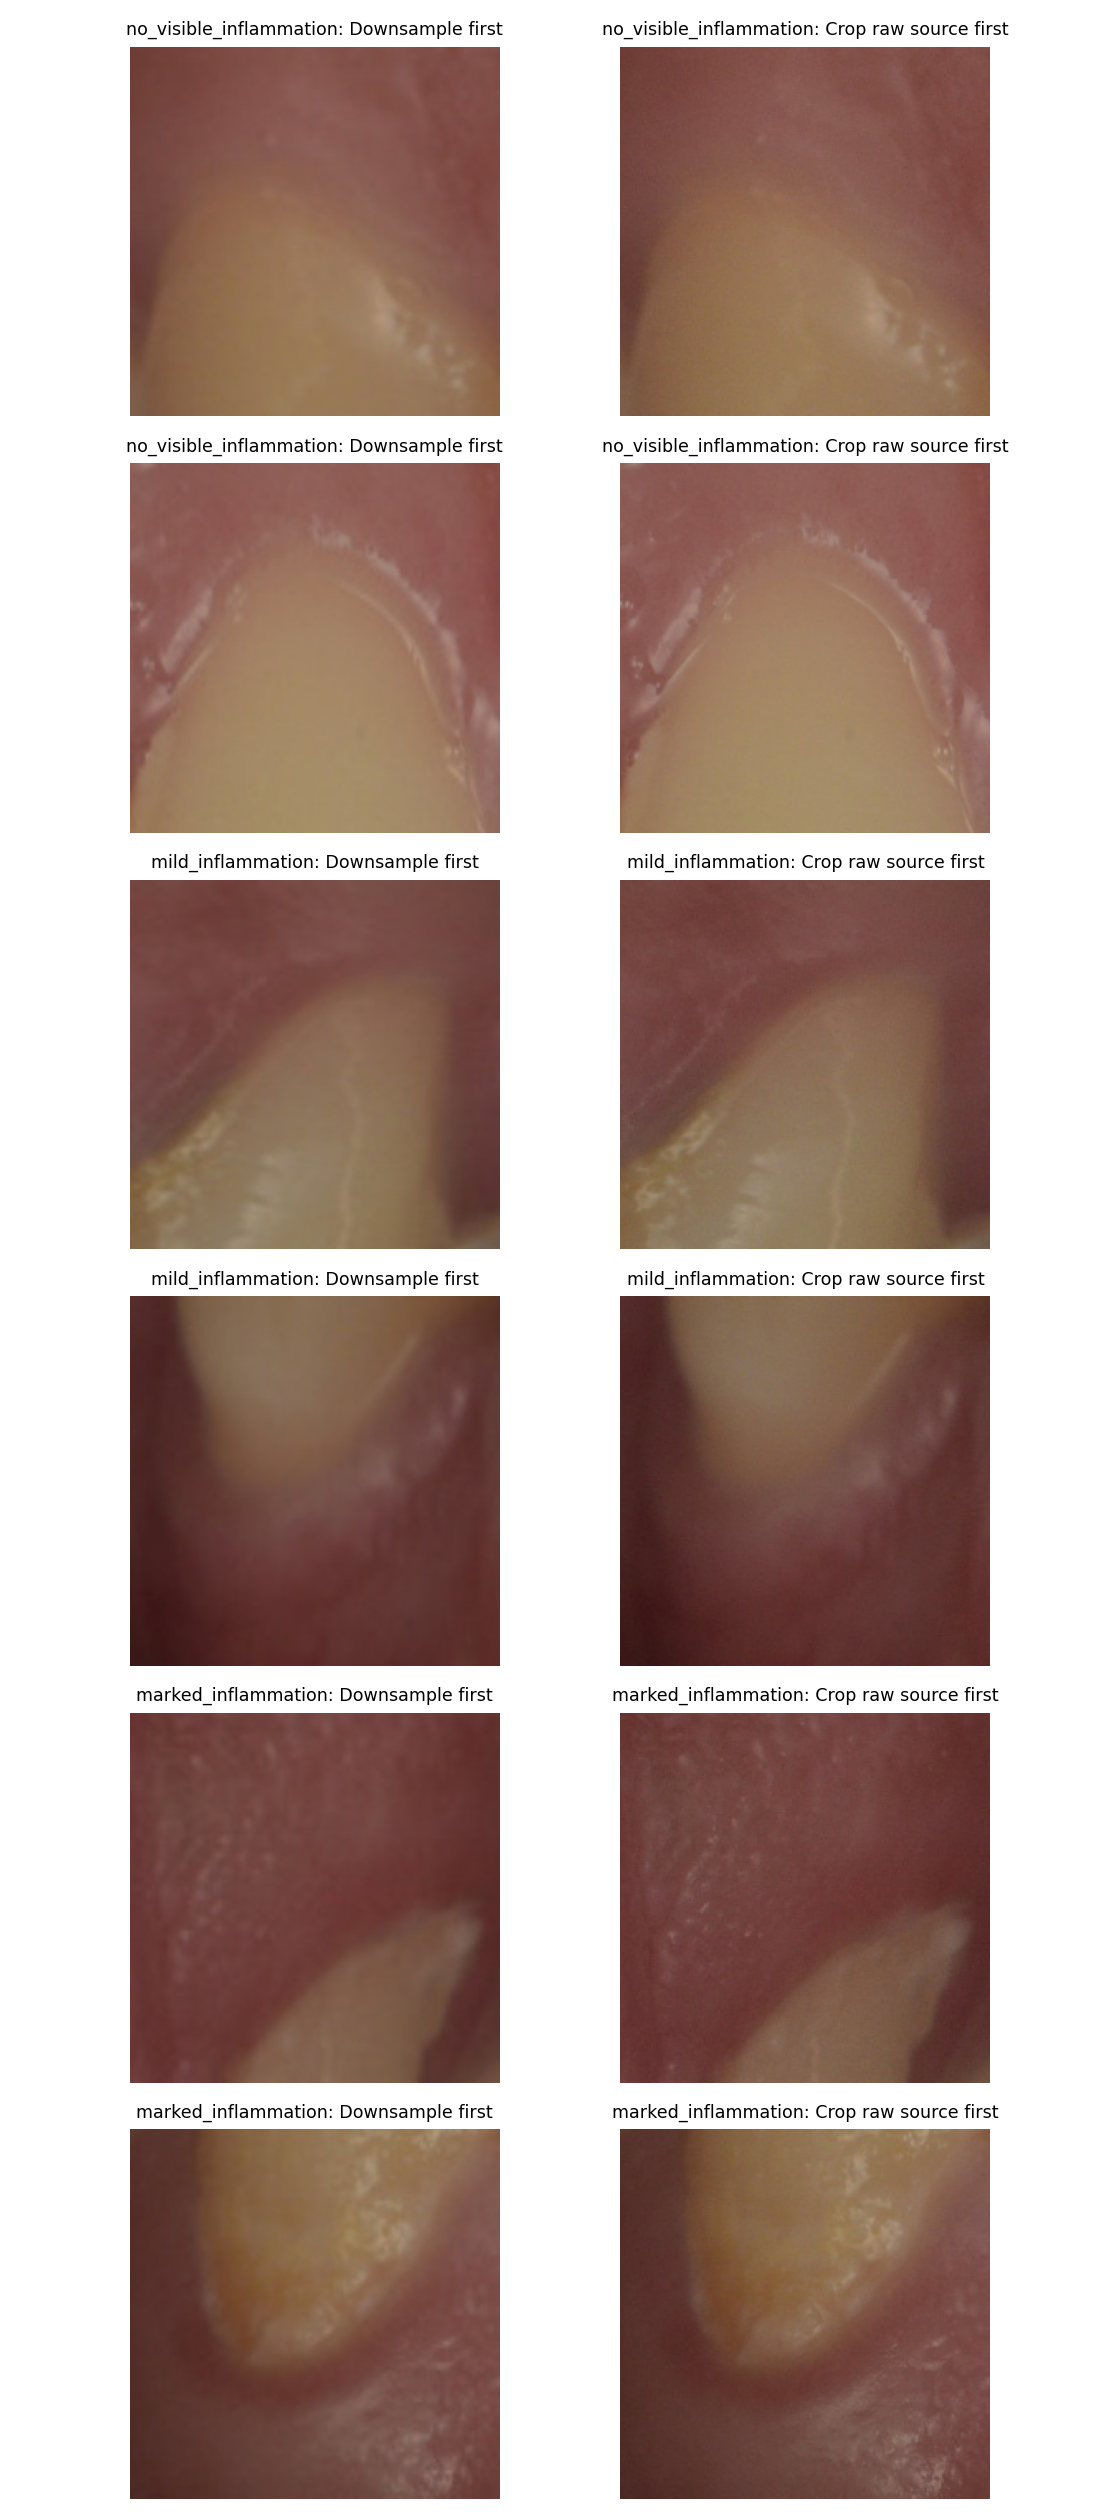 no_visible_inflammation: Downsample first
no_visible_inflammation: Crop raw source first
no_visible_inflammation: Downsample first
no_visible_inflammation: Crop raw source first
mild_inflammation: Downsample first
mild_inflammation: Crop raw source first
mild_inflammation: Downsample first
mild_inflammation: Crop raw source first
marked_inflammation: Downsample first
marked_inflammation: Crop raw source first
marked_inflammation: Downsample first
marked_inflammation: Crop raw source first